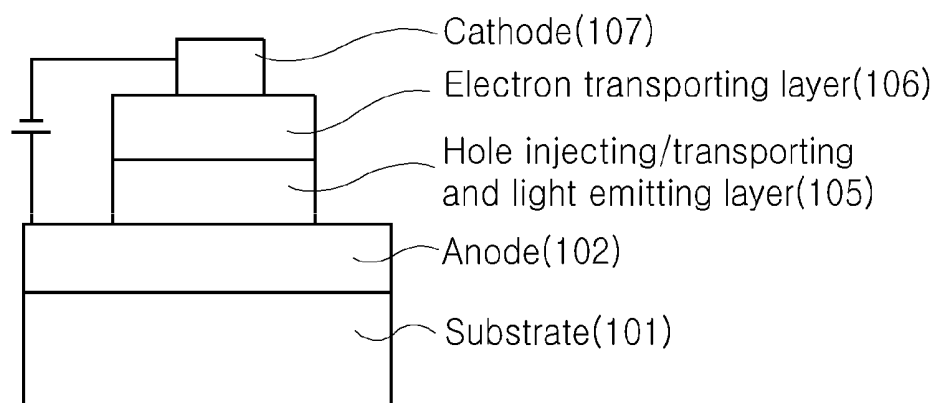 Cathode(107)
Electron transporting layer(106)
Hole injecting/transporting
and light emitting layer(105)
Anode(102)
Substrate(101)